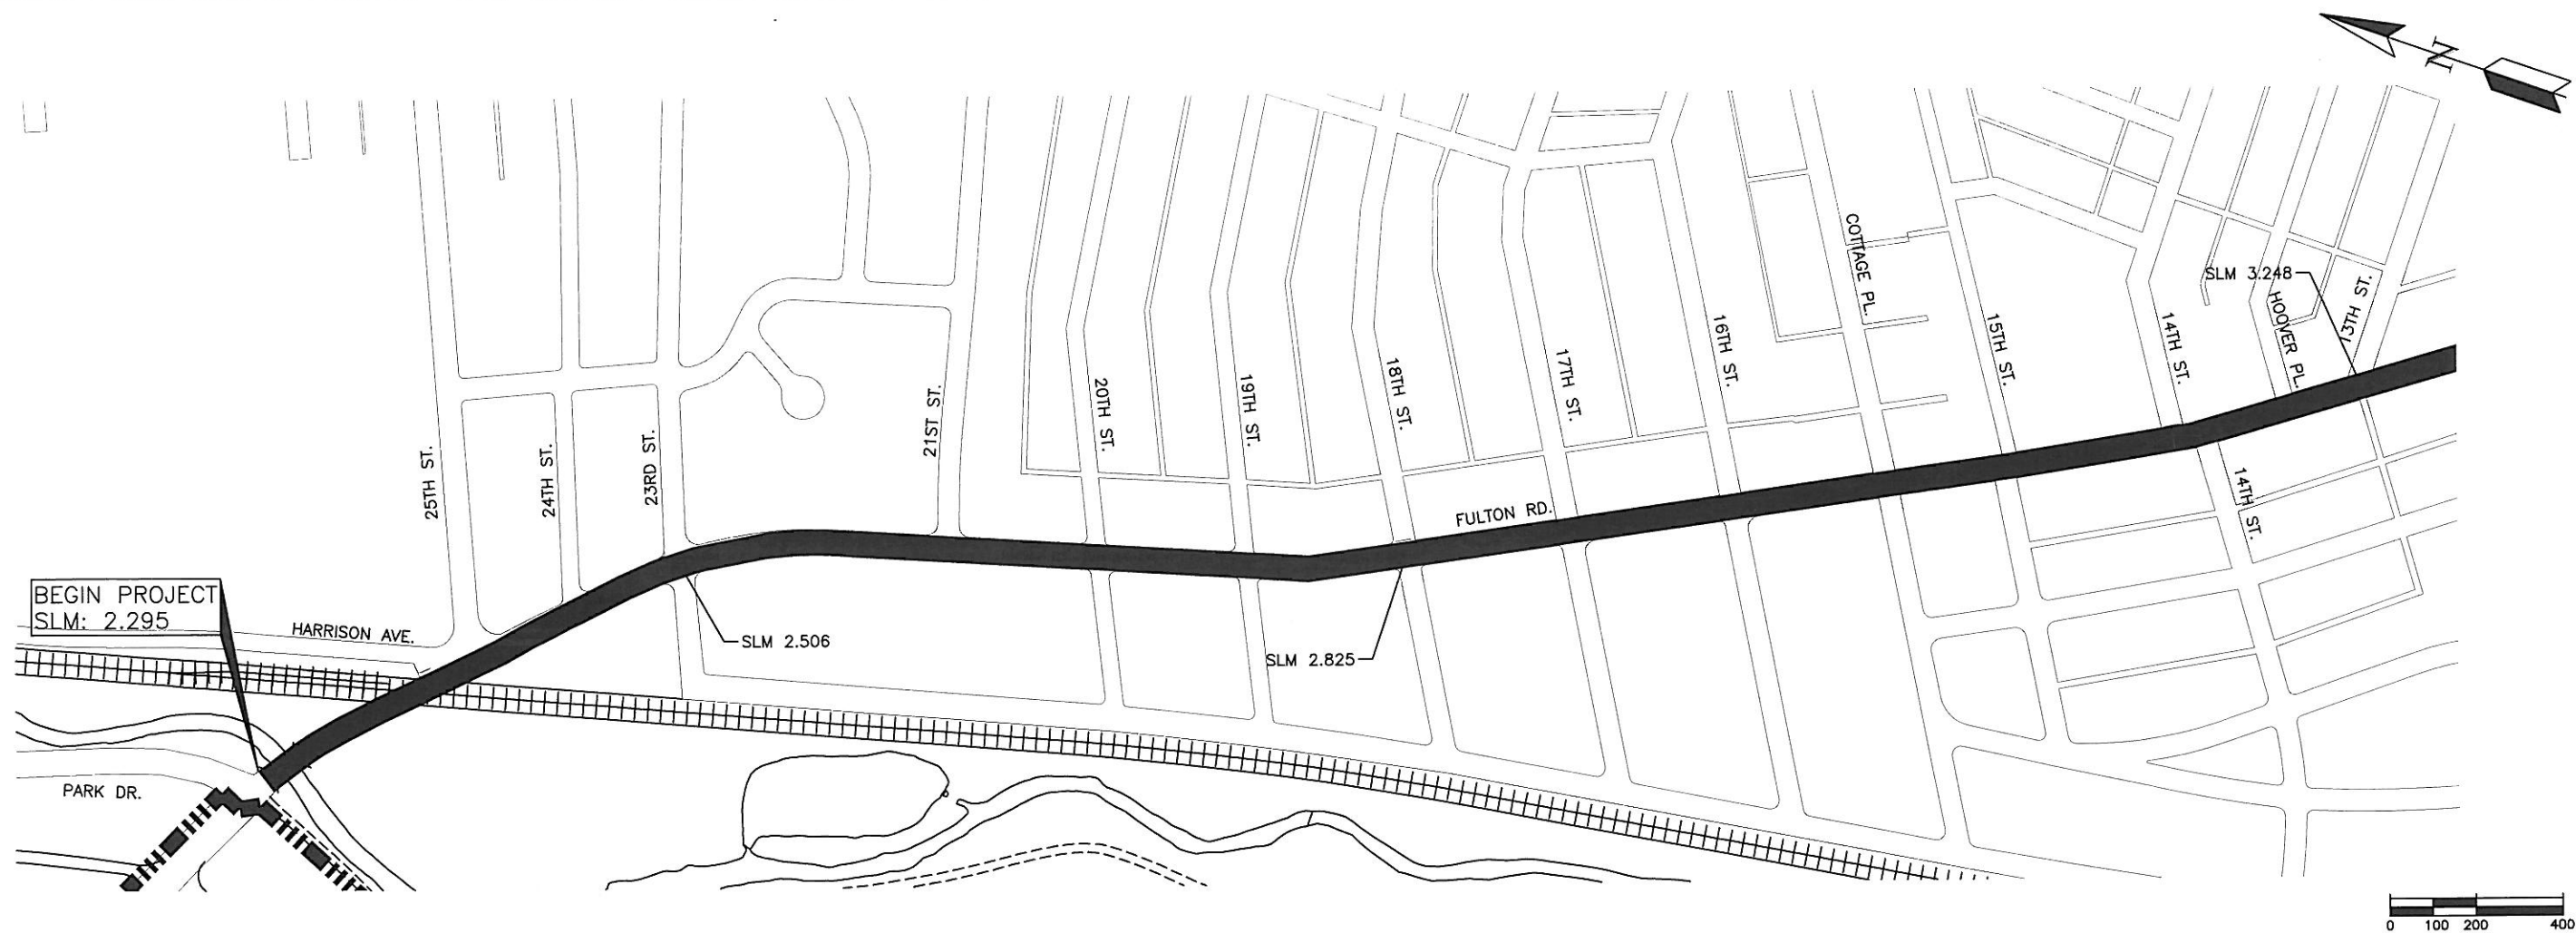 N
COTTAGE PL.
SLM 3.248
13TH ST.
HOOVER PL.
16TH ST.
15TH ST.
14TH ST.
17TH ST.
18TH ST.
19TH ST.
20TH ST.
21ST ST.
23RD ST.
24TH ST.
25TH ST.
14TH ST.
FULTON RD.
BEGIN PROJECT
SLM: 2.295
HARRISON AVE.
SLM 2.506
SLM 2.825
PARK DR.
0 100 200 400